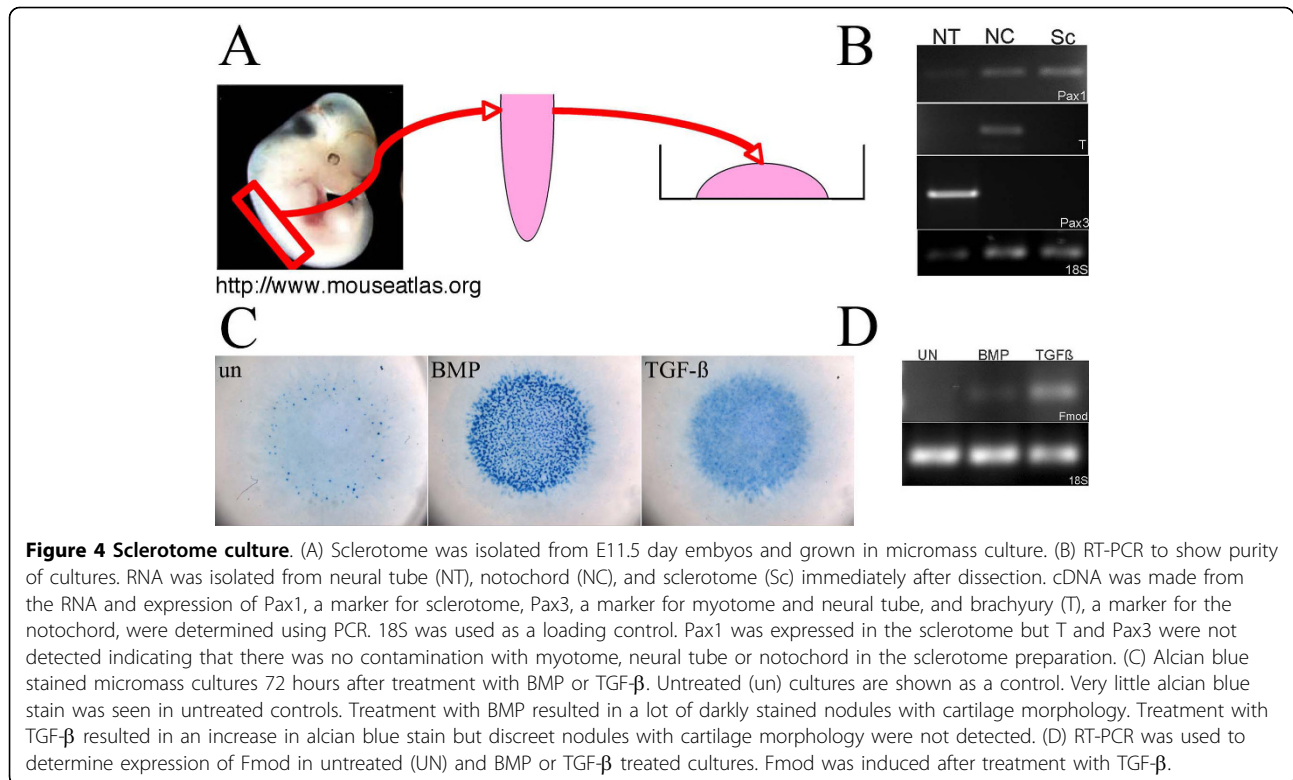 A
B
NT NC Sc
Pax1
T
Pax3
18S
http://www.mouseatlas.org
C
D
un
BMP
TGF-ß
UN BMP TGFß
Fmod
18S
Figure 4 Sclerotome culture. (A) Sclerotome was isolated from E11.5 day embyos and grown in micromass culture. (B) RT-PCR to show purity
of cultures. RNA was isolated from neural tube (NT), notochord (NC), and sclerotome (Sc) immediately after dissection. cDNA was made from
the RNA and expression of Pax1, a marker for sclerotome, Pax3, a marker for myotome and neural tube, and brachyury (T), a marker for the
notochord, were determined using PCR. 18S was used as a loading control. Pax1 was expressed in the sclerotome but T and Pax3 were not
detected indicating that there was no contamination with myotome, neural tube or notochord in the sclerotome preparation. (C) Alcian blue
stained micromass cultures 72 hours after treatment with BMP or TGF-β. Untreated (un) cultures are shown as a control. Very little alcian blue
stain was seen in untreated controls. Treatment with BMP resulted in a lot of darkly stained nodules with cartilage morphology. Treatment with
TGF-β resulted in an increase in alcian blue stain but discreet nodules with cartilage morphology were not detected. (D) RT-PCR was used to
determine expression of Fmod in untreated (UN) and BMP or TGF-β treated cultures. Fmod was induced after treatment with TGF-β.